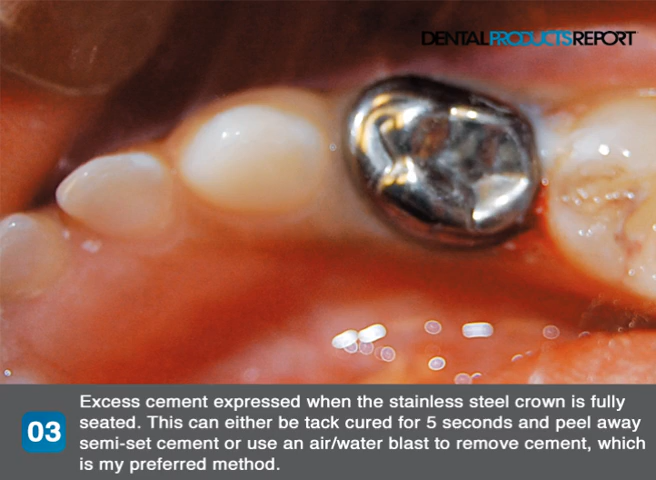 DENTALPRODUCTSREPORT
03
Excess cement expressed when the stainless steel crown is fully
seated. This can either be tack cured for 5 seconds and peel away
semi-set cement or use an air/water blast to remove cement, which
is my preferred method.